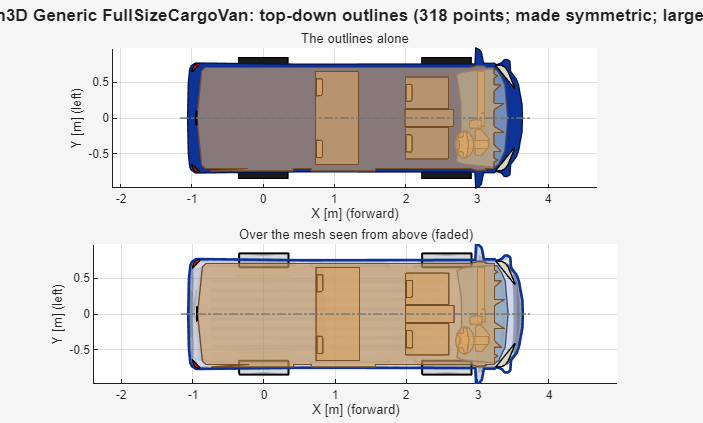 n3D Generic FullSizeCargoVan: top-down outlines (318 points; made symmetric; large
The outlines alone
0.5
0
-0.5
Y [m] (left)
-2 -1 0 1 2 3 4
X [m] (forward)
Over the mesh seen from above (faded)
0.5
0
-0.5
Y [m] (left)
-2 -1 0 1 2 3 4
X [m] (forward)